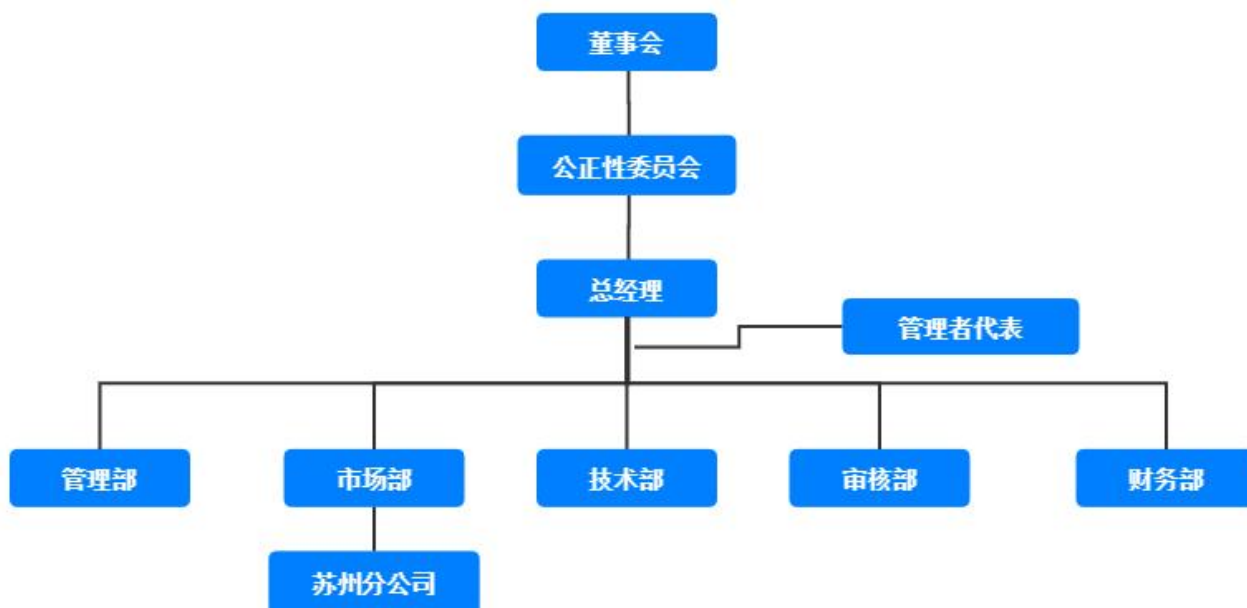 董事会
公正性委员会
总经理
管理者代表
管理部
市场部
技术部
审核部
财务部
苏州分公司